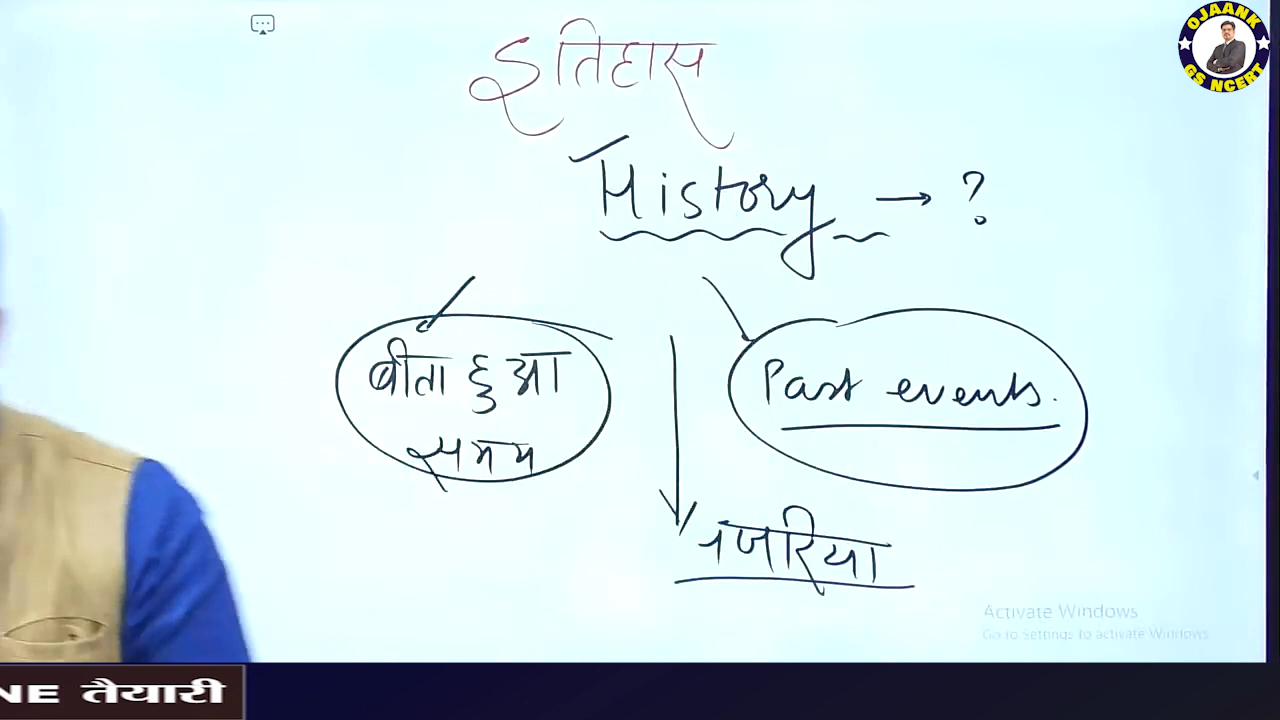 इतिहास
OJAANK
GS NCERT
History → ?
बीता हुआ
समय
Past events.
नजरिया
Activate Windows
Go to Settings to activate Windows
NE तैयारी